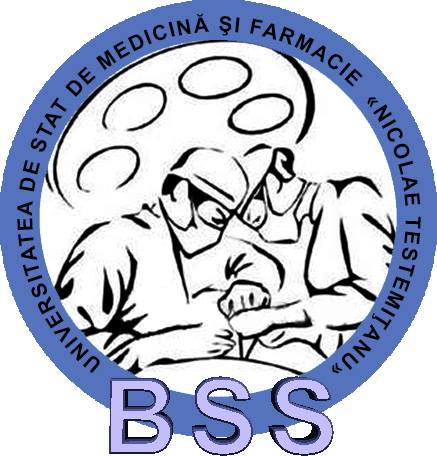 UNIVERSITATEA DE STAT DE MEDICINĂ ŞI FARMACIE «NICOLAE TESTEMIŢANU»
BSS